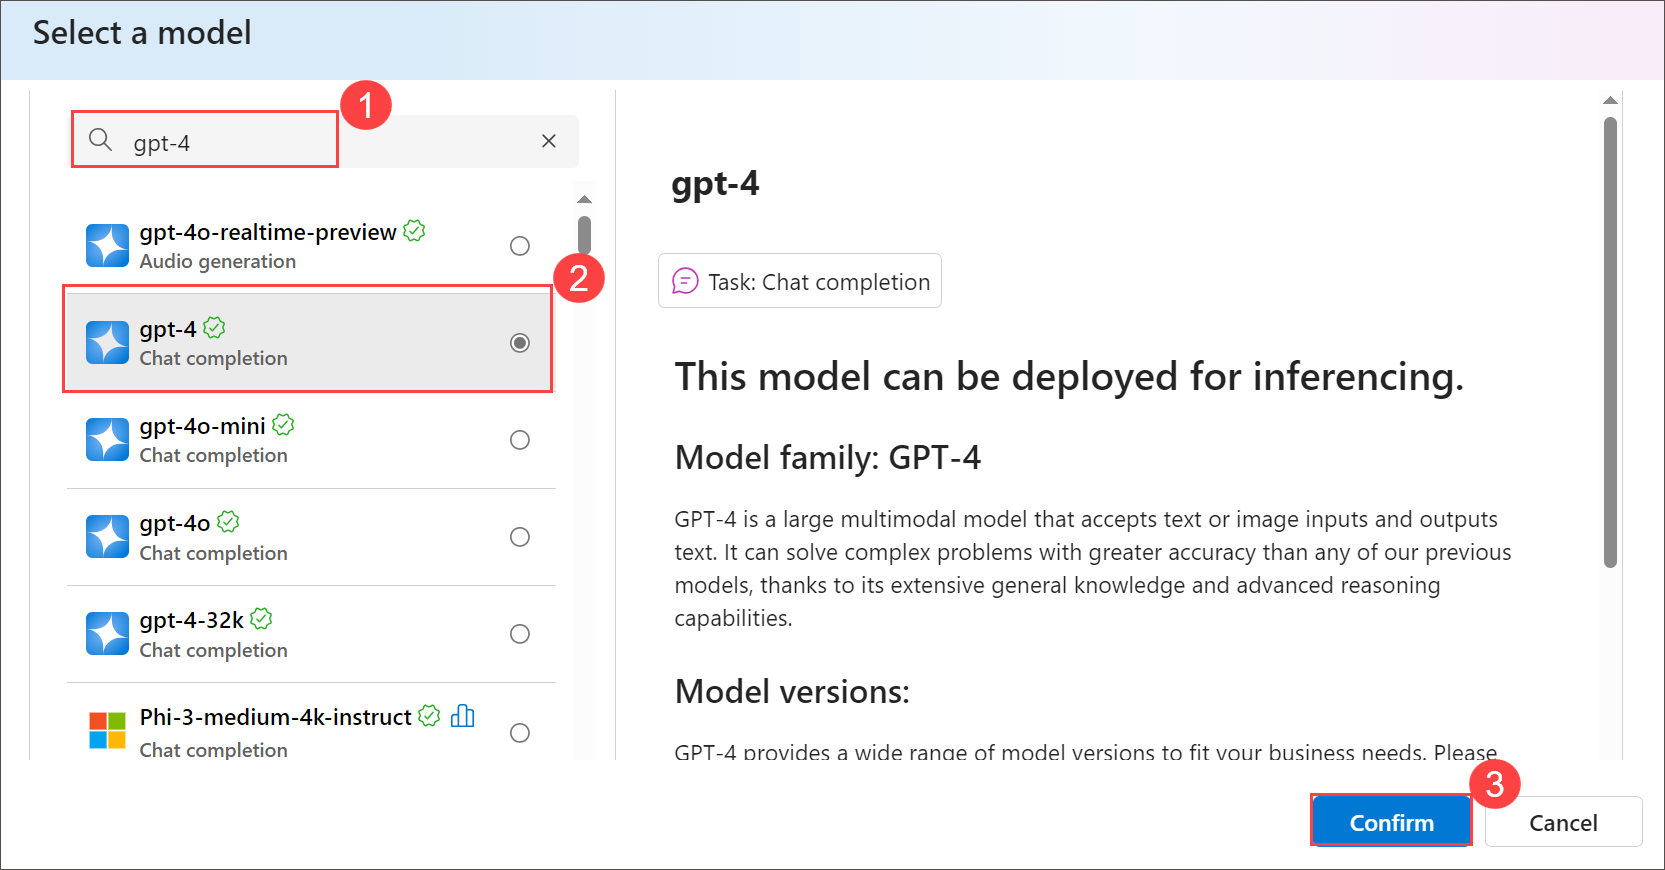 Select a model
1
gpt-4
gpt-4o-realtime-preview
Audio generation
2
gpt-4
Chat completion
gpt-4o-mini
Chat completion
gpt-4o
Chat completion
gpt-4-32k
Chat completion
Phi-3-medium-4k-instruct
Chat completion
gpt-4
Task: Chat completion
This model can be deployed for inferencing.
Model family: GPT-4
GPT-4 is a large multimodal model that accepts text or image inputs and outputs
text. It can solve complex problems with greater accuracy than any of our previous
models, thanks to its extensive general knowledge and advanced reasoning
capabilities.
Model versions:
GPT-4 provides a wide range of model versions to fit your business needs. Please
3
Confirm
Cancel